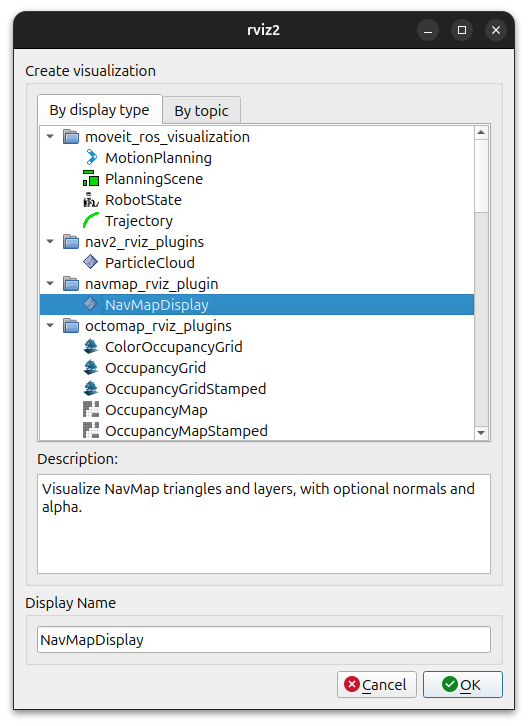 rviz2
Create visualization
By display type
By topic
moveit_ros_visualization
MotionPlanning
PlanningScene
RobotState
Trajectory
nav2_rviz_plugins
ParticleCloud
navmap_rviz_plugin
NavMapDisplay
octomap_rviz_plugins
ColorOccupancyGrid
OccupancyGrid
OccupancyGridStamped
OccupancyMap
OccupancyMapStamped
Description:
Visualize NavMap triangles and layers, with optional normals and
alpha.
Display Name
NavMapDisplay
Cancel
OK